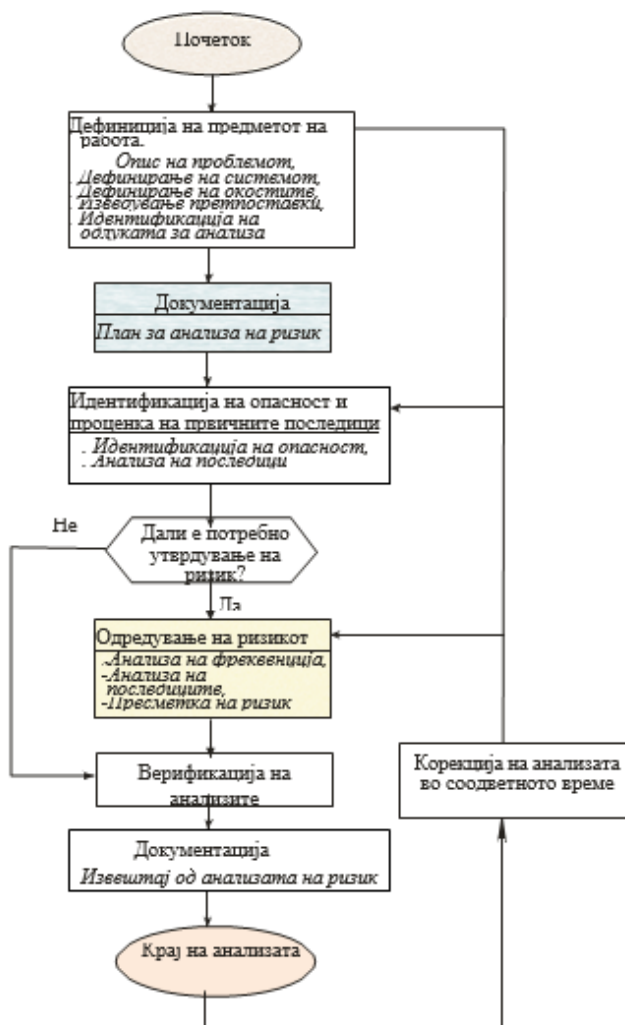 Почеток
Дефиниција на предметот на
работа.
Опис на проблемот,
. Дефинирање на системот,
. Дефинирање на окостите,
. Изведување претпоставки,
. Идентификација на
одлуката за анализа
Документација
План за анализа на ризик
Идентификација на опасност и
проценка на првичните последици
. Идентификација на опасност,
. Анализа на последици
Не
Дали е потребно
утврдување на
ризик?
Да
Одредување на ризикот
.Анализа на фреквенција,
-Анализа на
последиците,
-Пресметка на ризик
Верификација на
анализите
Корекција на анализата
во соодветното време
Документација
Извештај од анализата на ризик
Крај на анализата